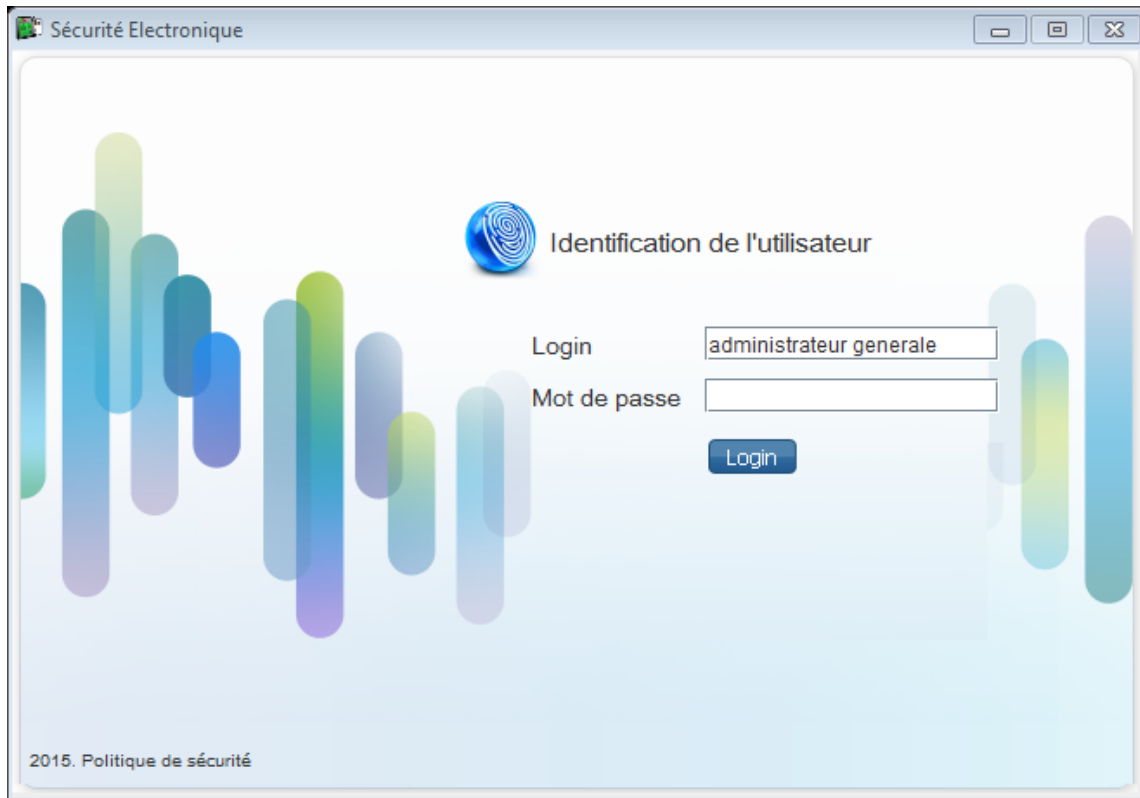 Sécurité Electronique
Identification de l'utilisateur
Login administrateur generale
Mot de passe
Login
2015. Politique de sécurité